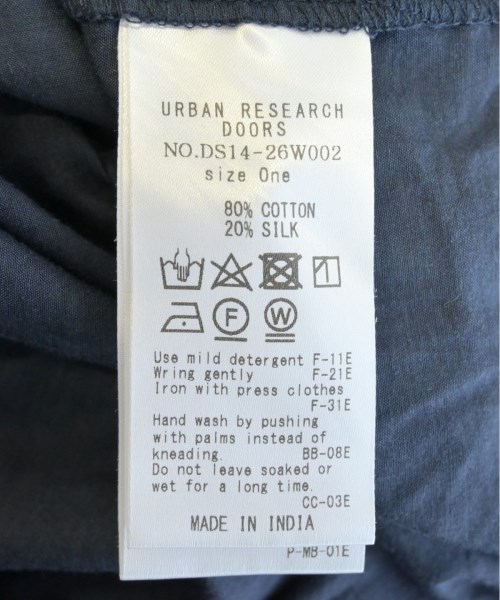 URBAN RESEARCH
DOORS
NO.DS14-26W002
size One
80% COTTON
20% SILK
F
W
Use mild detergent F-11E
Wring gently F-21E
Iron with press clothes
F-31E
Hand wash by pushing
with palms instead of
kneading. BB-08E
Do not leave soaked or
wet for a long time.
CC-03E
MADE IN INDIA
P-MB-01E